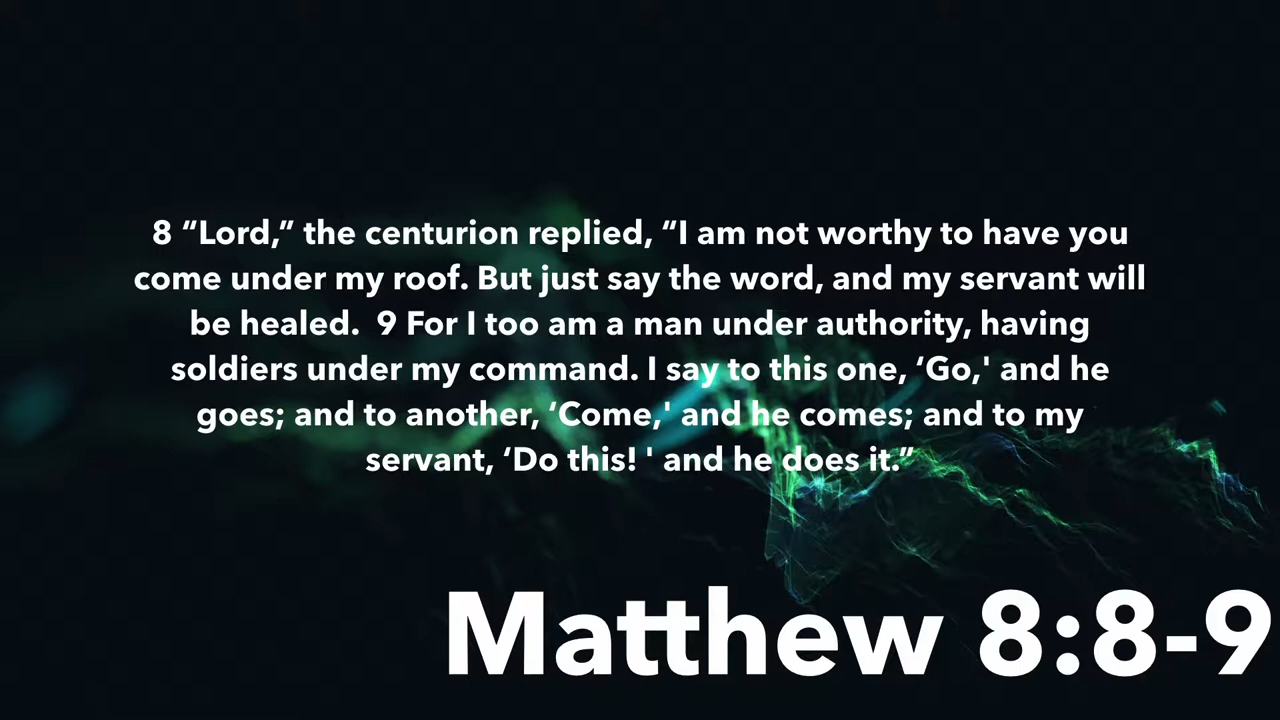 8 “Lord,” the centurion replied, “I am not worthy to have you
come under my roof. But just say the word, and my servant will
be healed.  9 For I too am a man under authority, having
soldiers under my command. I say to this one, ‘Go,' and he
goes; and to another, ‘Come,' and he comes; and to my
servant, ‘Do this! ' and he does it.”
Matthew 8:8-9